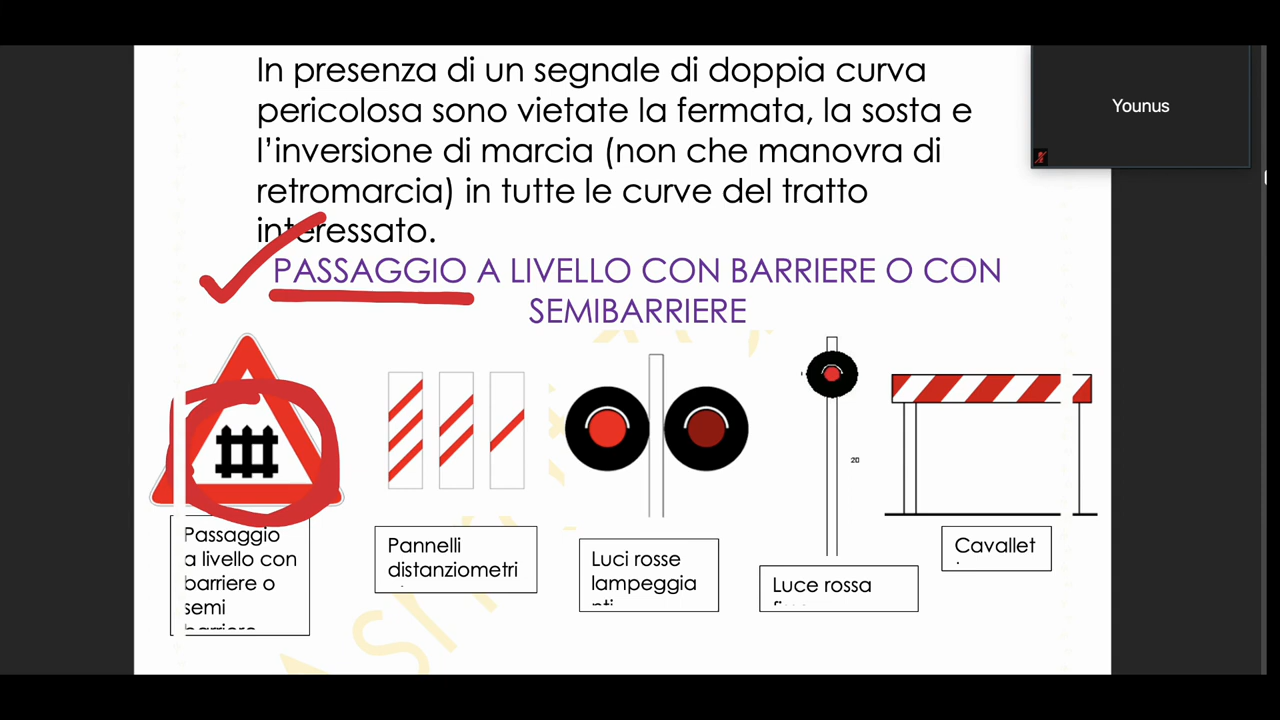 In presenza di un segnale di doppia curva
pericolosa sono vietate la fermata, la sosta e
l'inversione di marcia (non che manovra di
retromarcia) in tutte le curve del tratto
interessato.
PASSAGGIO A LIVELLO CON BARRIERE O CON
SEMIBARRIERE
Younus
20
Passaggio
a livello con
barriere o
semi
barriere
Pannelli
distanziometri
Luci rosse
lampeggia
nti
Luce rossa
Cavallet